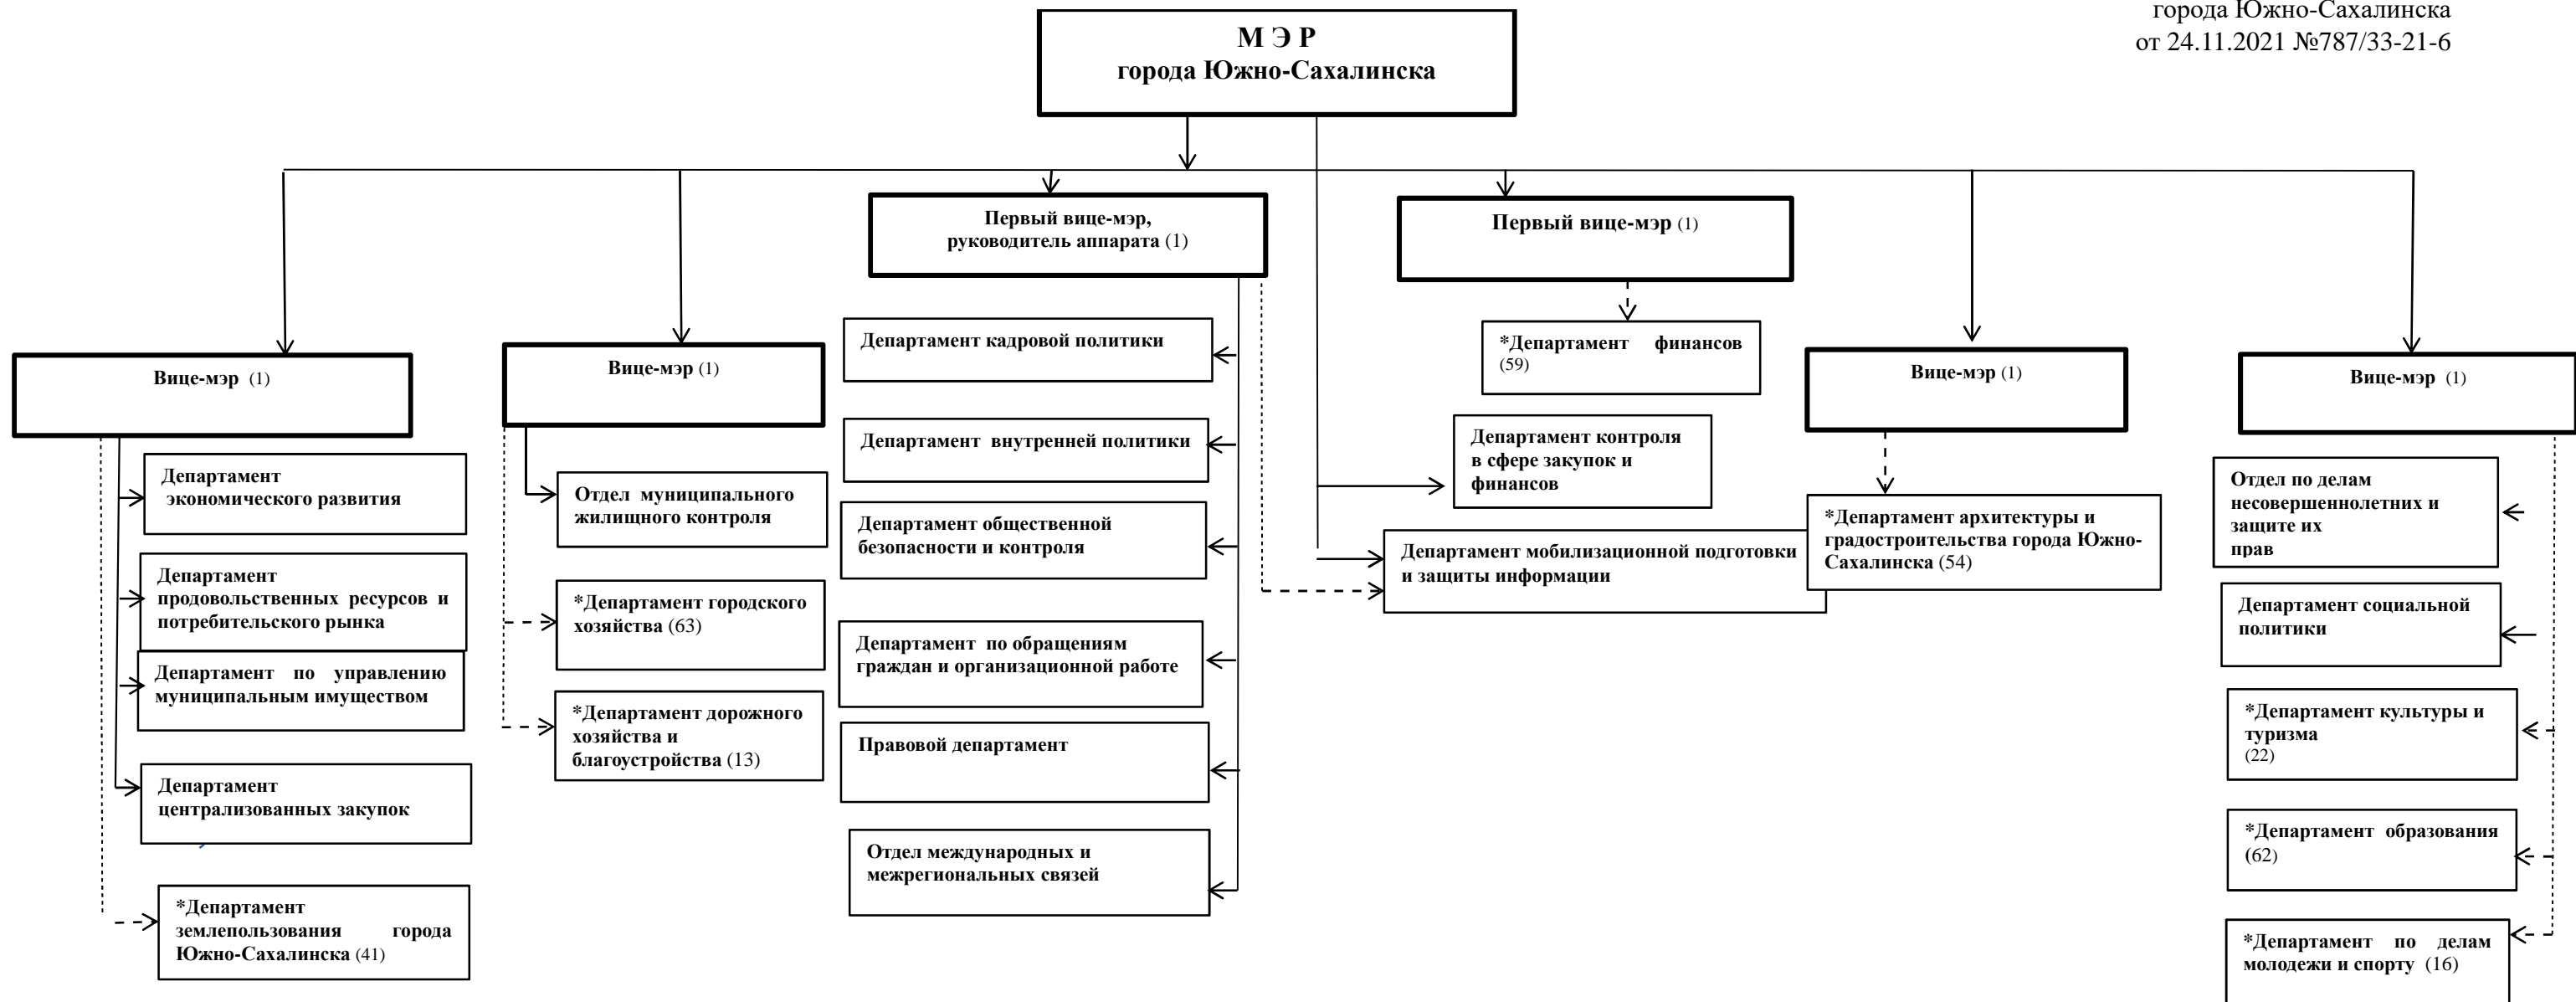 города Южно-Сахалинска
от 24.11.2021 №787/33-21-6
М Э Р
города Южно-Сахалинска
Первый вице-мэр,
руководитель аппарата (1)
Первый вице-мэр (1)
Вице-мэр (1)
Вице-мэр (1)
Вице-мэр (1)
Вице-мэр (1)
Департамент
экономического развития
Департамент
продовольственных ресурсов и
потребительского рынка
Департамент по управлению
муниципальным имуществом
Департамент
централизованных закупок
*Департамент
землепользования города
Южно-Сахалинска (41)
Отдел муниципального
жилищного контроля
*Департамент городского
хозяйства (63)
*Департамент дорожного
хозяйства и
благоустройства (13)
Департамент кадровой политики
Департамент внутренней политики
Департамент общественной
безопасности и контроля
Департамент по обращениям
граждан и организационной работе
Правовой департамент
Отдел международных и
межрегиональных связей
*Департамент финансов
(59)
Департамент контроля
в сфере закупок и
финансов
Департамент мобилизационной подготовки
и защиты информации
*Департамент архитектуры и
градостроительства города Южно-
Сахалинска (54)
Отдел по делам
несовершеннолетних и
защите их
прав
Департамент социальной
политики
*Департамент культуры и
туризма
(22)
*Департамент образования
(62)
*Департамент по делам
молодежи и спорту (16)